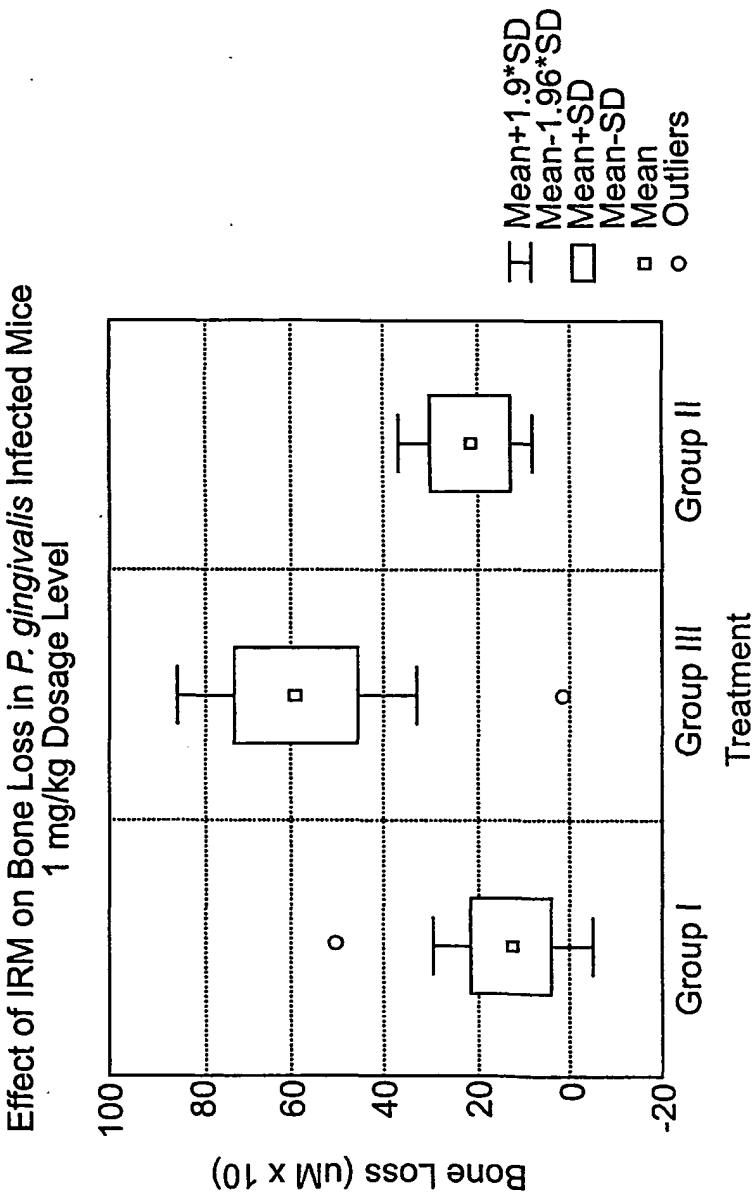 Effect of IRM on Bone Loss in P. gingivalis Infected Mice
1 mg/kg Dosage Level
Bone Loss (uM x 10)
100
80
60
40
20
0
-20
Group I
Group III
Group II
Treatment
Mean+1.9*SD
Mean-1.96*SD
Mean+SD
Mean-SD
Mean
Outliers